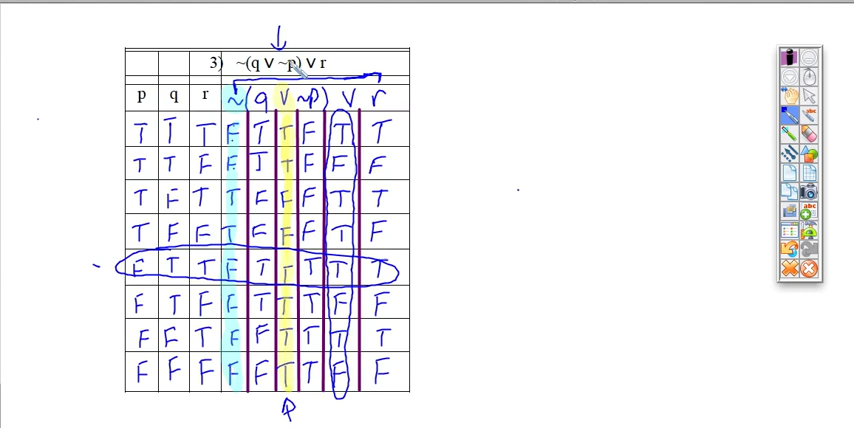 3) ~(q ∨ ~p) ∨ r
p q r ~ (q ∨ ~p) ∨ r
T T T F T T F T T
T T F F T T F F F
T F T T F F F T T
T F F T F F F T F
F T T F T T T T T
F T F F T T T F F
F F T F F T T T T
F F F F F T T F F